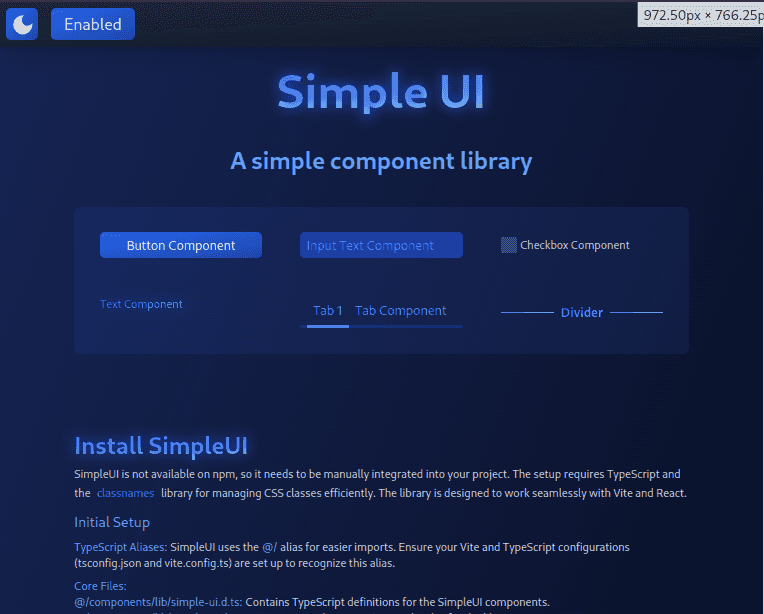 Enabled
972.50px × 766.25p
Simple UI
A simple component library
Button Component
Input Text Component
Checkbox Component
Text Component
Tab 1 Tab Component
Divider
Install SimpleUI
SimpleUI is not available on npm, so it needs to be manually integrated into your project. The setup requires TypeScript and
the classnames library for managing CSS classes efficiently. The library is designed to work seamlessly with Vite and React.
Initial Setup
TypeScript Aliases: SimpleUI uses the @/ alias for easier imports. Ensure your Vite and TypeScript configurations
(tsconfig.json and vite.config.ts) are set up to recognize this alias.
Core Files:
@/components/lib/simple-ui.d.ts: Contains TypeScript definitions for the SimpleUI components.